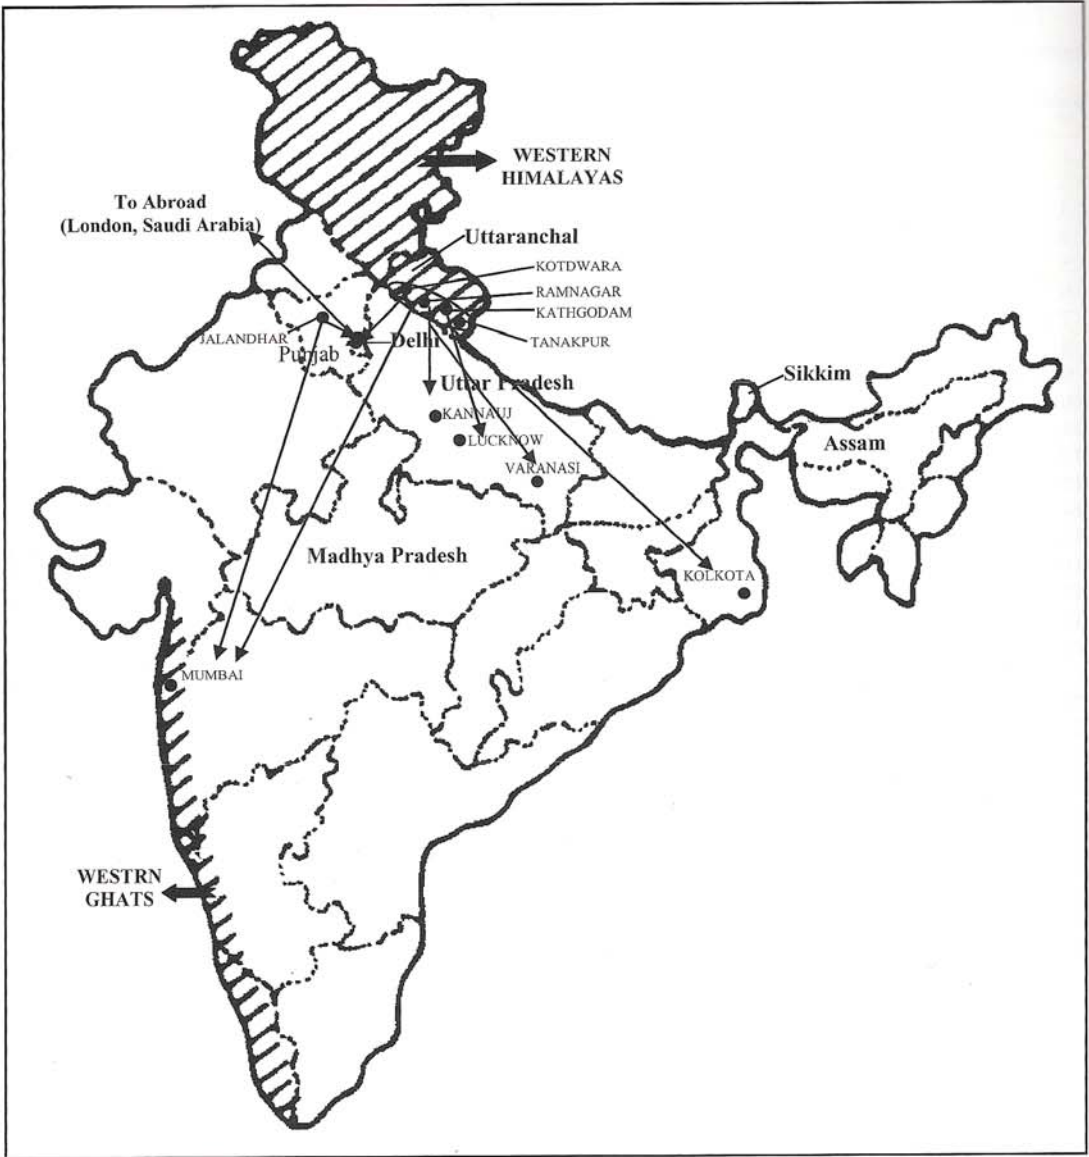 WESTERN
HIMALAYAS
To Abroad
(London, Saudi Arabia)
Uttaranchal
KOTDWARA
RAMNAGAR
KATHGODAM
TANAKPUR
JALANDHAR
Delhi
Punjab
Uttar Pradesh
Sikkim
KANNAUJ
LUCKNOW
Assam
VARANASI
Madhya Pradesh
KOLKOTA
MUMBAI
WESTRN
GHATS